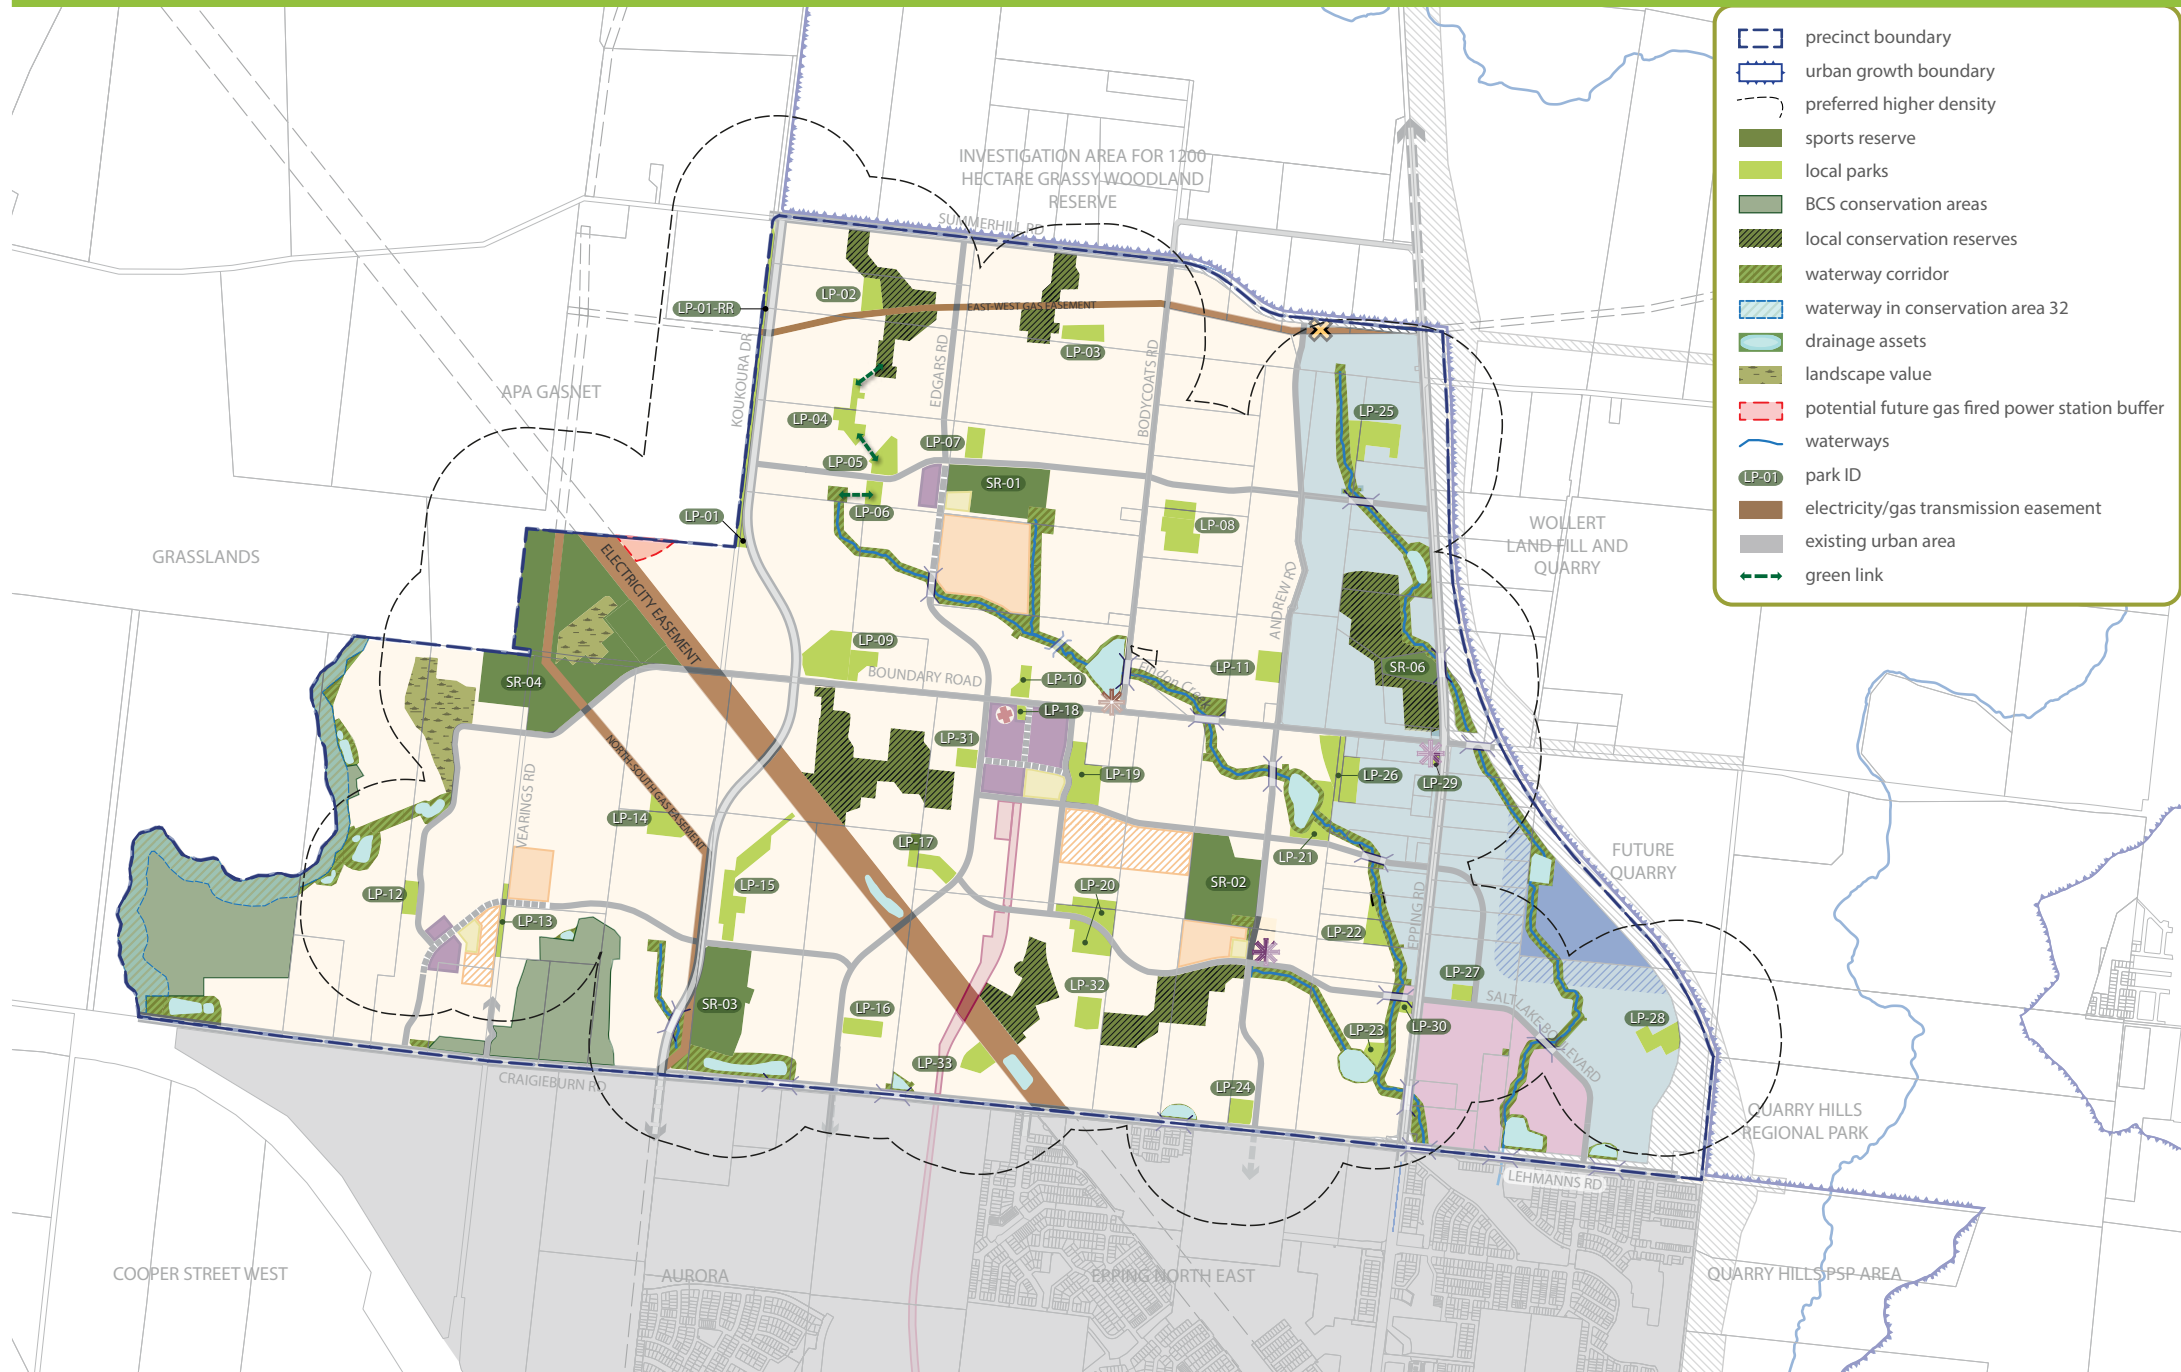 precinct boundary
urban growth boundary
preferred higher density
sports reserve
local parks
BCS conservation areas
local conservation reserves
waterway corridor
waterway in conservation area 32
drainage assets
landscape value
potential future gas fired power station buffer
waterways
LP-01 park ID
electricity/gas transmission easement
existing urban area
green link
INVESTIGATION AREA FOR 1200
HECTARE GRASSY WOODLAND
RESERVE
SUMMERHILL RD
LP-02
LP-01-RR
EAST-WEST GAS EASEMENT
LP-03
KOUKOURA DR
EDGARS RD
BODYCOATS RD
APA GASNET
LP-04
LP-25
LP-07
LP-05
SR-01
LP-06
LP-01
LP-08
WOLLERT
LAND FILL AND
QUARRY
GRASSLANDS
ELECTRICITY EASEMENT
ANDREW RD
LP-09
BOUNDARY ROAD
LP-10
Findon Creek
LP-11
SR-06
SR-04
LP-18
LP-31
NORTH-SOUTH GAS EASEMENT
LP-19
LP-26
LP-29
VEARINGS RD
LP-14
LP-17
LP-21
FUTURE
QUARRY
LP-12
LP-15
LP-20
SR-02
EPPING RD
LP-13
LP-22
LP-27
SR-03
LP-16
LP-32
SALT LAKE BOULEVARD
LP-23
LP-30
LP-28
LP-33
LP-24
CRAIGIEBURN RD
QUARRY HILLS
REGIONAL PARK
LEHMANNS RD
COOPER STREET WEST
AURORA
EPPING NORTH EAST
QUARRY HILLS PSP AREA